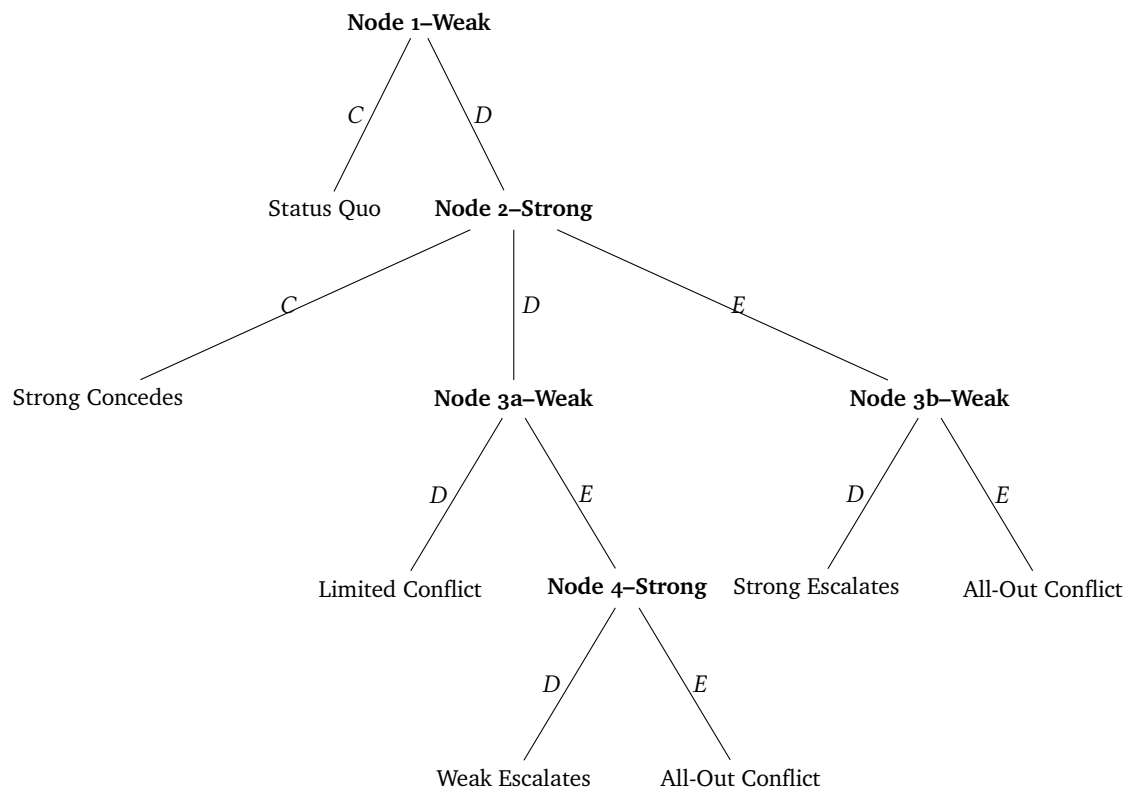 Node 1–Weak
C
D
Status Quo
Node 2–Strong
C
D
E
Strong Concedes
Node 3a–Weak
Node 3b–Weak
D
E
D
E
Limited Conflict
Node 4–Strong
Strong Escalates
All-Out Conflict
D
E
Weak Escalates
All-Out Conflict